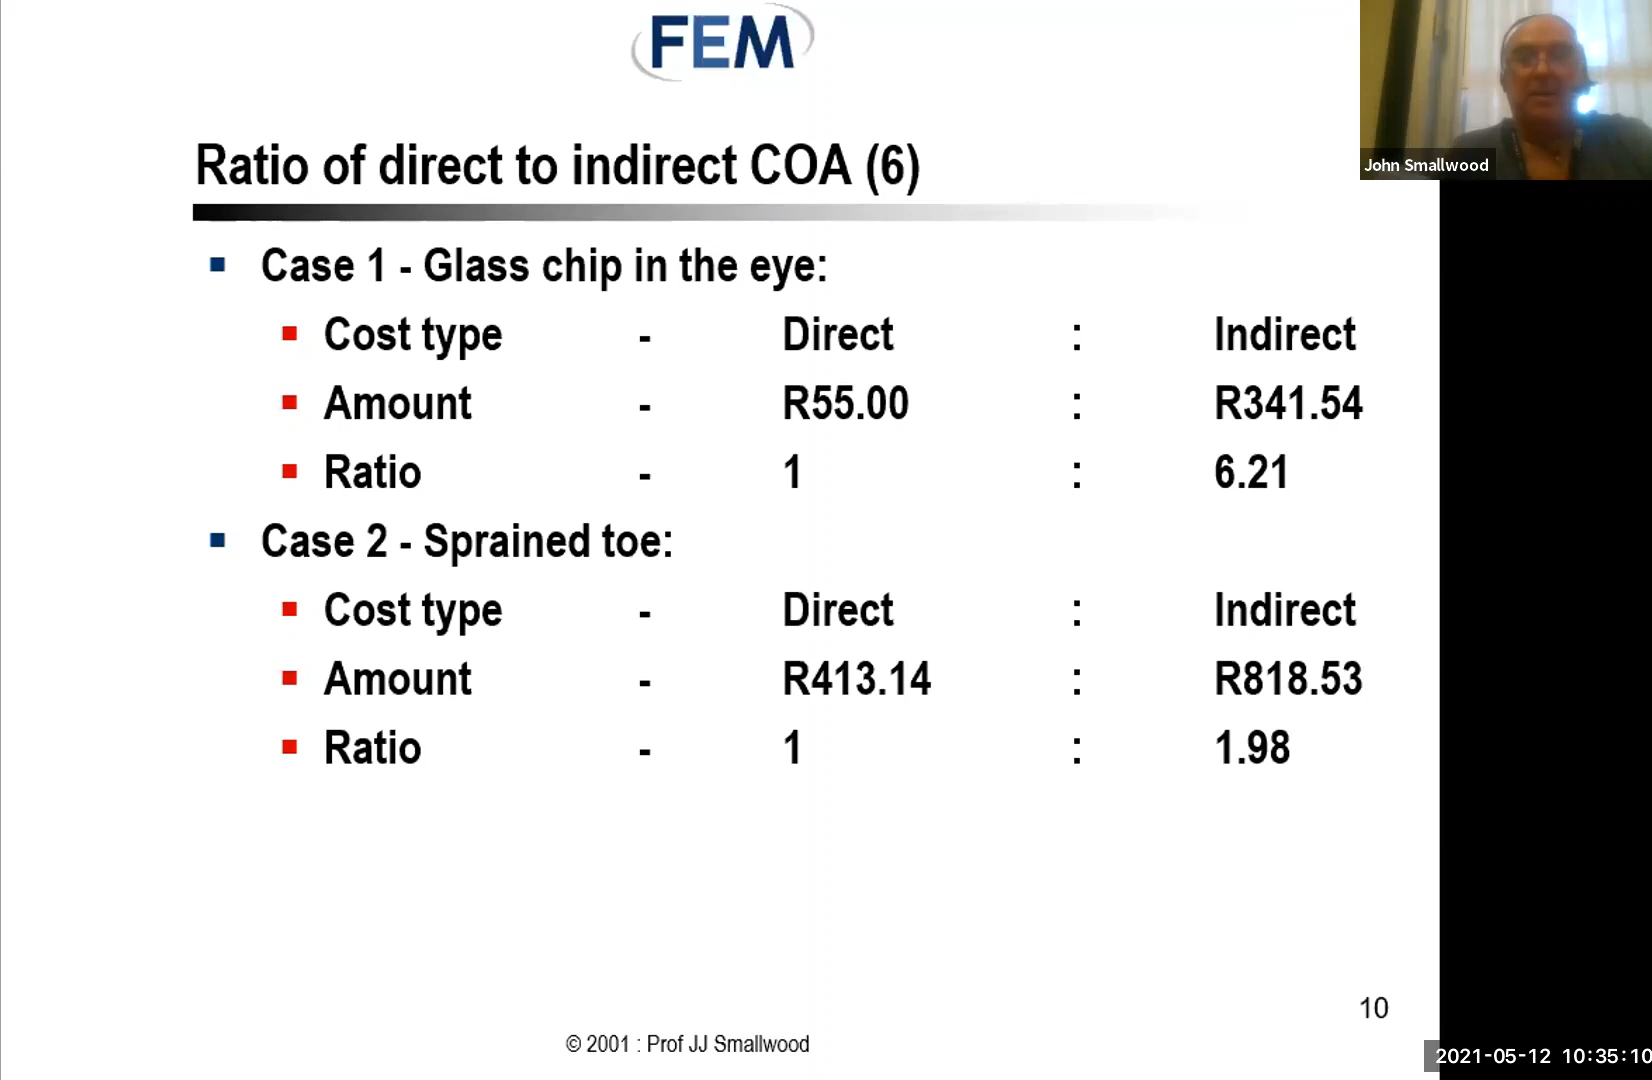 FEM
John Smallwood
Ratio of direct to indirect COA (6)
Case 1 - Glass chip in the eye:
Cost type - Direct : Indirect
Amount - R55.00 : R341.54
Ratio - 1 : 6.21
Case 2 - Sprained toe:
Cost type - Direct : Indirect
Amount - R413.14 : R818.53
Ratio - 1 : 1.98
10
© 2001 : Prof JJ Smallwood
2021-05-12 10:35:10